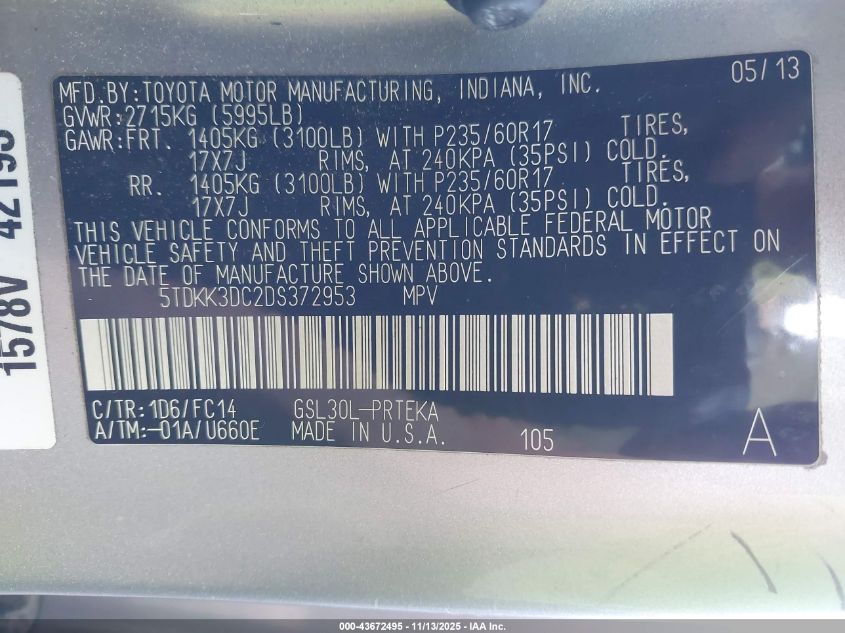 MFD.BY:TOYOTA MOTOR MANUFACTURING, INDIANA, INC. 05/13
GVWR:2715KG (5995LB)
GAWR:FRT. 1405KG (3100LB) WITH P235/60R17 TIRES,
17X7J RIMS, AT 240KPA (35PSI) COLD.
RR. 1405KG (3100LB) WITH P235/60R17 TIRES,
17X7J RIMS, AT 240KPA (35PSI) COLD.
THIS VEHICLE CONFORMS TO ALL APPLICABLE FEDERAL MOTOR
VEHICLE SAFETY AND THEFT PREVENTION STANDARDS IN EFFECT ON
THE DATE OF MANUFACTURE SHOWN ABOVE.
5TDKK3DC2DS372953 MPV
C/TR:1D6/FC14 GSL30L-PRTEKA
A/TM:-01A/U660E MADE IN U.S.A. 105 A
1578V 42193
000-43672495 - 11/13/2025 - IAA Inc.